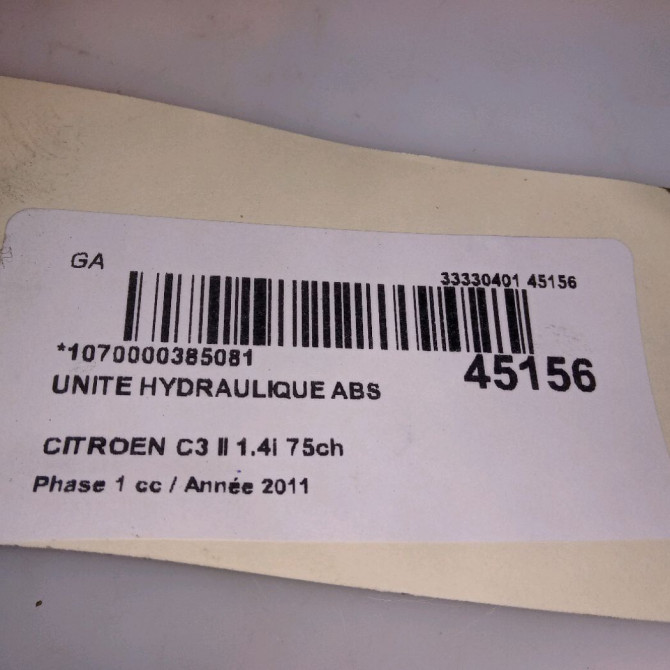 GA
33330401 45156
*1070000385081
45156
UNITE HYDRAULIQUE ABS
CITROEN C3 II 1.4i 75ch
Phase 1 cc / Année 2011